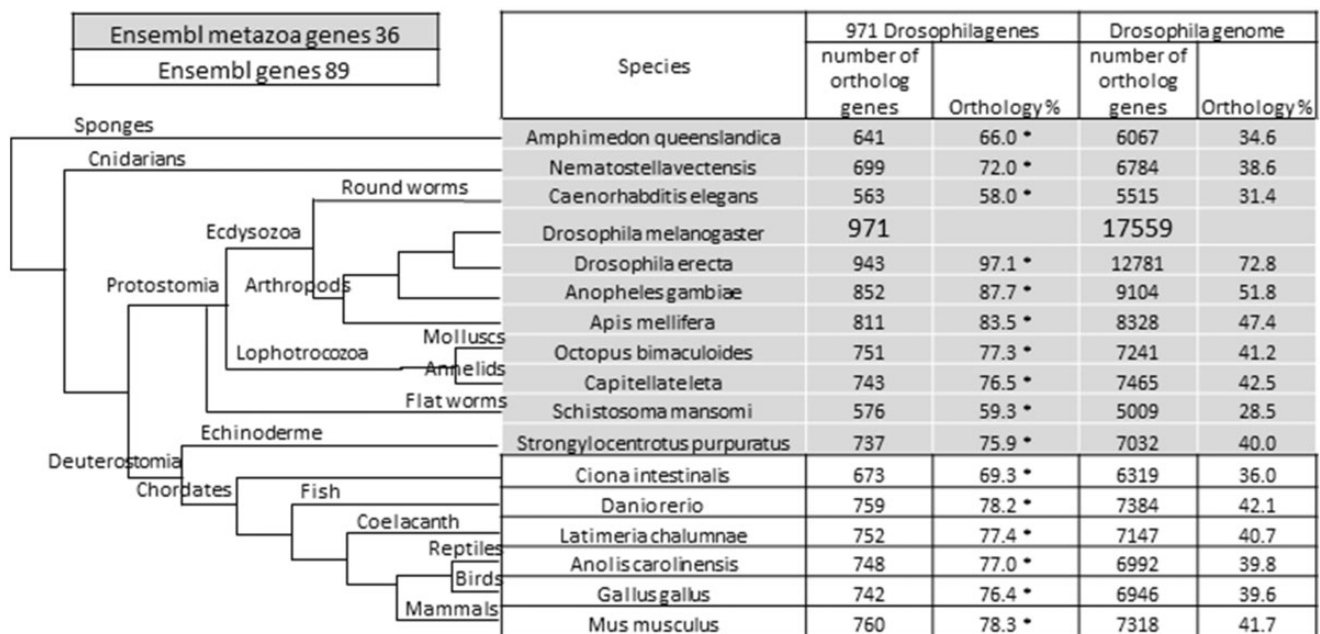 Ensembl metazoa genes 36
Ensembl genes 89
Species
971 Drosophila genes
Drosophila genome
number of ortholog genes
Orthology %
number of ortholog genes
Orthology %
Sponges
Amphimedon queenslandica 641 66.0 * 6067 34.6
Cnidarians
Nematostella vectensis 699 72.0 * 6784 38.6
Round worms
Caenorhabditis elegans 563 58.0 * 5515 31.4
Ecdysozoa
Drosophila melanogaster 971 17559
Drosophila erecta 943 97.1 * 12781 72.8
Protostomia
Arthropods
Anopheles gambiae 852 87.7 * 9104 51.8
Apis mellifera 811 83.5 * 8328 47.4
Molluscs
Lophotrocozoa
Octopus bimaculoides 751 77.3 * 7241 41.2
Annelids
Capitella teleta 743 76.5 * 7465 42.5
Flat worms
Schistosoma mansomi 576 59.3 * 5009 28.5
Echinoderme
Strongylocentrotus purpuratus 737 75.9 * 7032 40.0
Deuterostomia
Ciona intestinalis 673 69.3 * 6319 36.0
Chordates
Fish
Danio rerio 759 78.2 * 7384 42.1
Coelacanth
Latimeria chalumnae 752 77.4 * 7147 40.7
Reptiles
Anolis carolinensis 748 77.0 * 6992 39.8
Birds
Gallus gallus 742 76.4 * 6946 39.6
Mammals
Mus musculus 760 78.3 * 7318 41.7